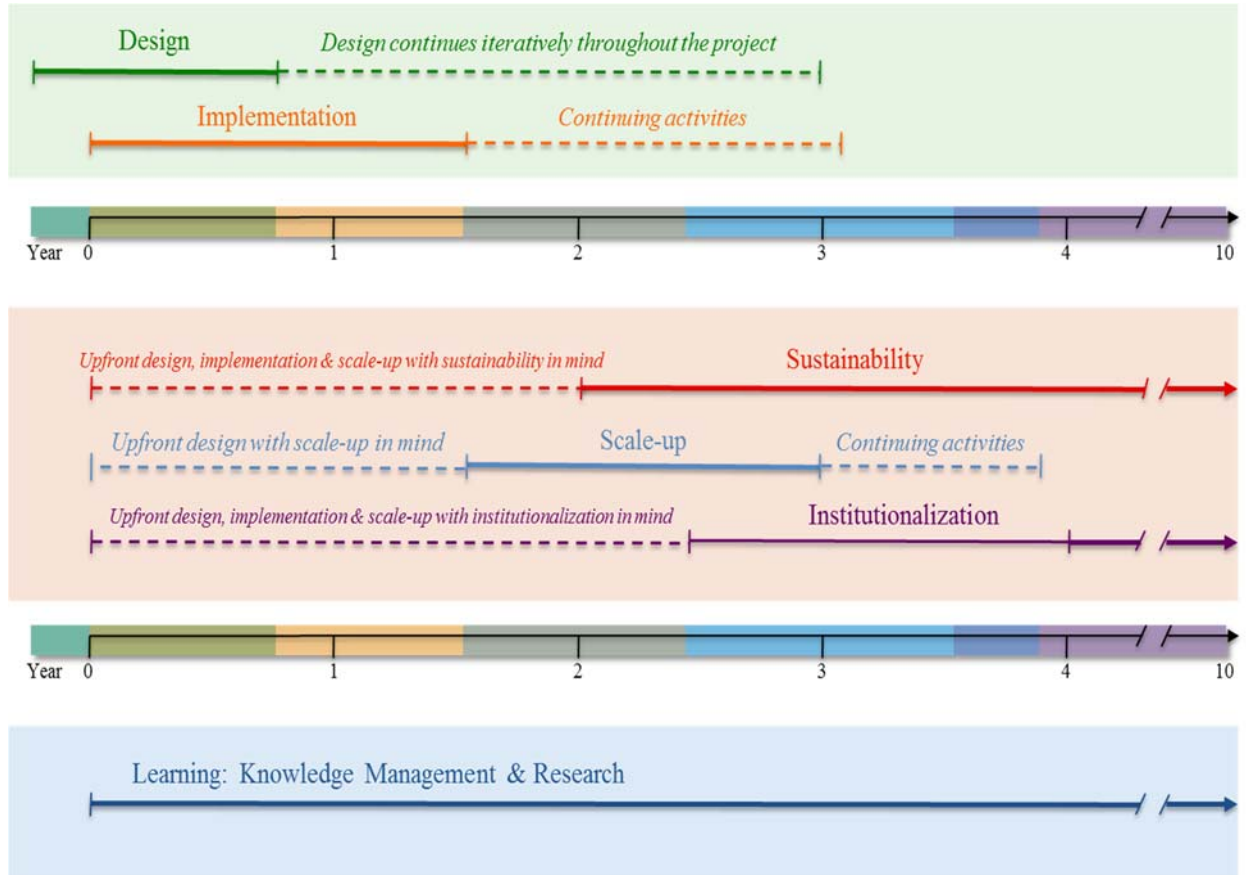 Design Design continues iteratively throughout the project
Implementation Continuing activities
Year 0 1 2 3 4 10
Upfront design, implementation & scale-up with sustainability in mind Sustainability
Upfront design with scale-up in mind Scale-up Continuing activities
Upfront design, implementation & scale-up with institutionalization in mind Institutionalization
Year 0 1 2 3 4 10
Learning: Knowledge Management & Research